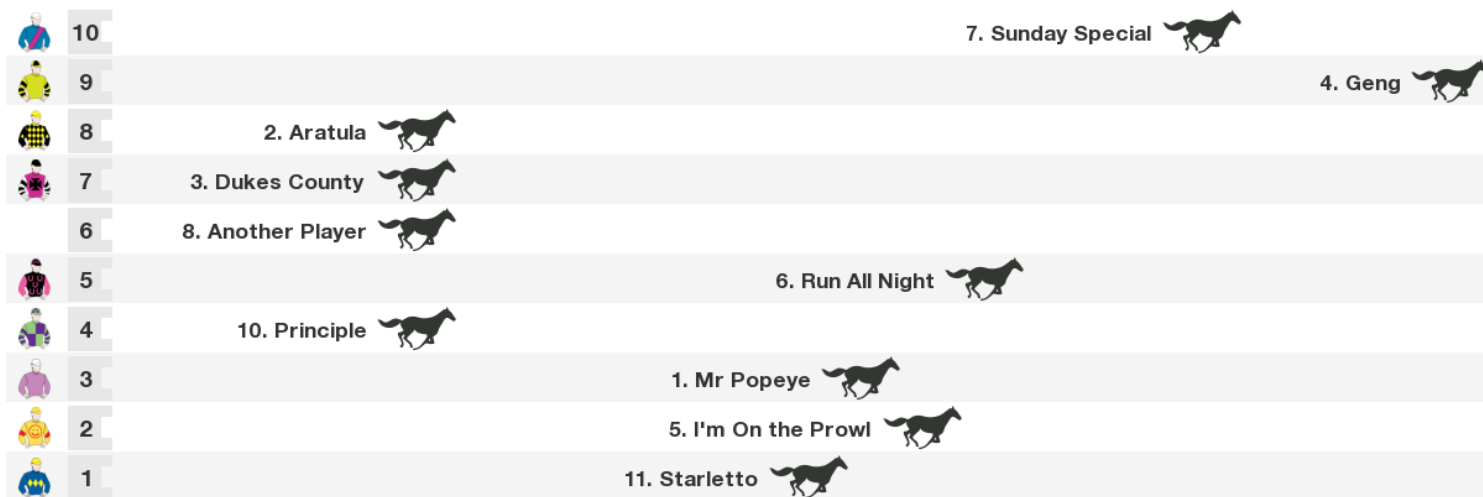 10 7. Sunday Special
9 4. Geng
8 2. Aratula
7 3. Dukes County
6 8. Another Player
5 6. Run All Night
4 10. Principle
3 1. Mr Popeye
2 5. I'm On the Prowl
1 11. Starletto